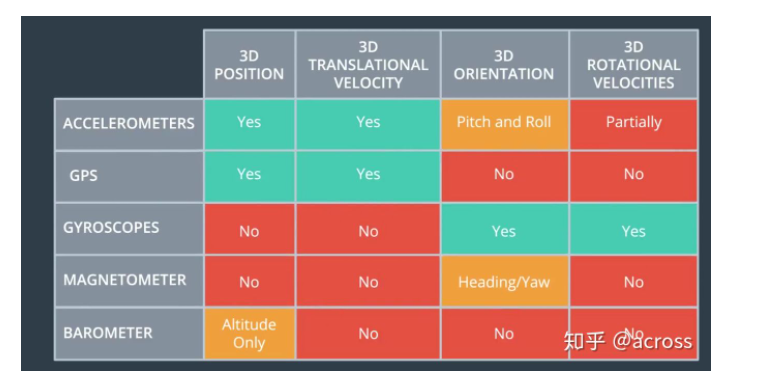 3D POSITION
3D TRANSLATIONAL VELOCITY
3D ORIENTATION
3D ROTATIONAL VELOCITIES
ACCELEROMETERS Yes Yes Pitch and Roll Partially
GPS Yes Yes No No
GYROSCOPES No No Yes Yes
MAGNETOMETER No No Heading/Yaw No
BAROMETER Altitude Only No No No
知乎 @across